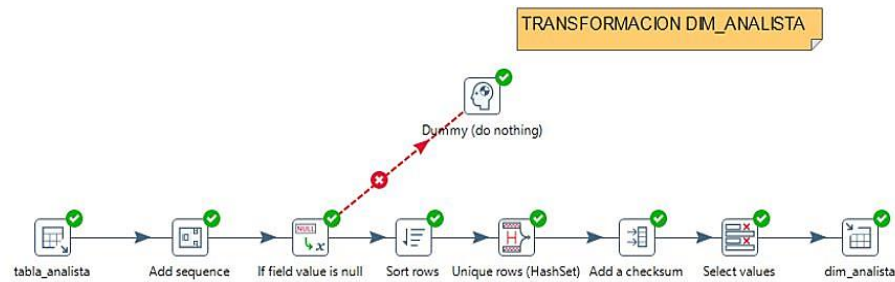 TRANSFORMACION DIM_ANALISTA
Dummy (do nothing)
NULL
x
tabla_analista
Add sequence
If field value is null
Sort rows
H
Unique rows (HashSet)
Add a checksum
Select values
dim_analista